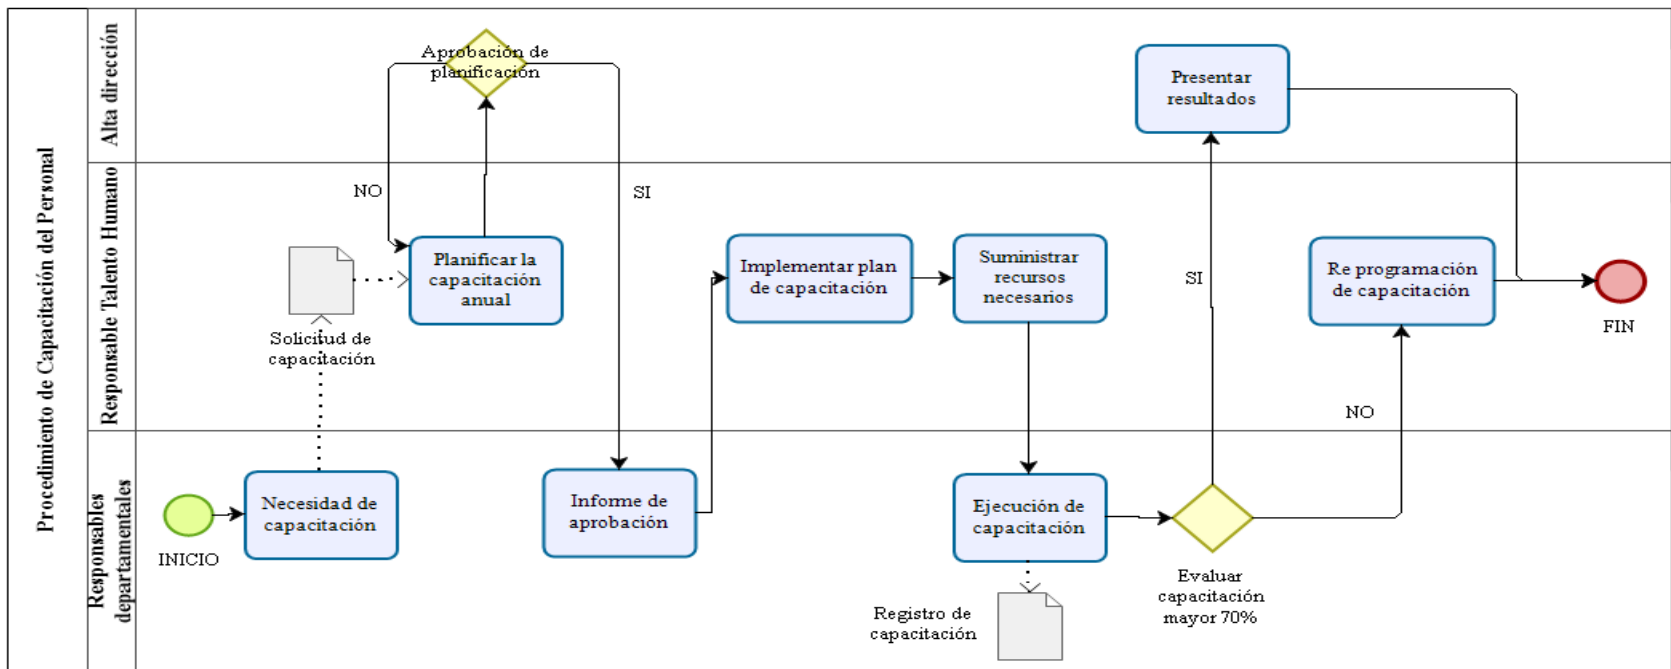 Procedimiento de Capacitación del Personal
Alta dirección
Aprobación de
planificación
Presentar
resultados
Responsable Talento Humano
NO
SI
Planificar la
capacitación
anual
Solicitud de
capacitación
Implementar plan
de capacitación
Suministrar
recursos
necesarios
SI
Re programación
de capacitación
NO
FIN
Responsables
departamentales
INICIO
Necesidad de
capacitación
Informe de
aprobación
Ejecución de
capacitación
Registro de
capacitación
Evaluar
capacitación
mayor 70%